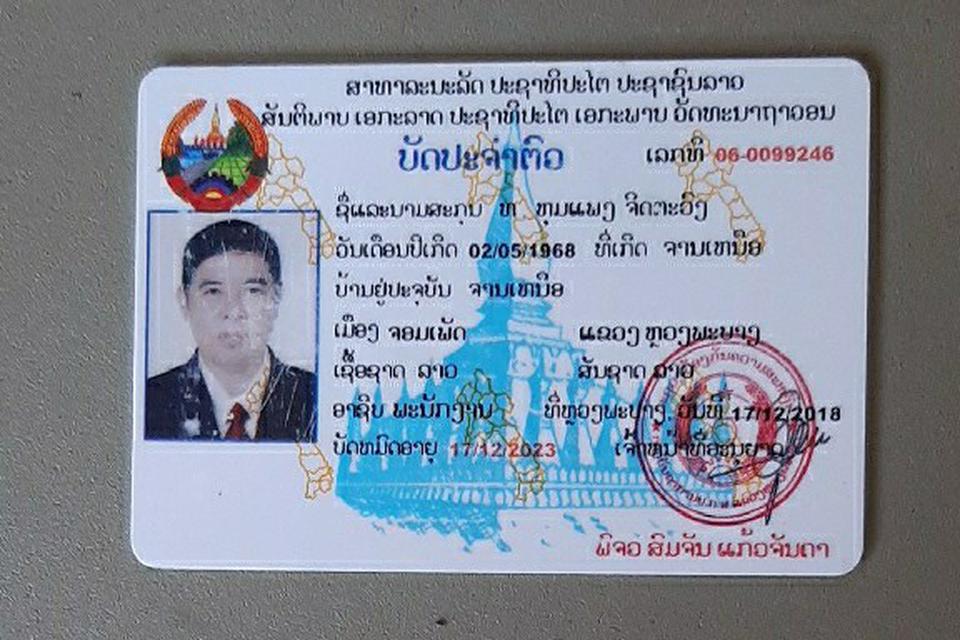 ສາທາລະນະລັດ ປະຊາທິປະໄຕ ປະຊາຊົນລາວ
ສັນຕິພາບ ເອກະລາດ ປະຊາທິປະໄຕ ເອກະພາບ ວັດທະນາຖາວອນ
ບັດປະຈຳຕົວ ເລກທີ 06-0099246
ຊື່ແລະນາມສະກຸນ ທ ຫຸມແພງ ຈິດຕະວົງ
ວັນເດືອນປີເກີດ 02/05/1968 ທີ່ເກີດ ຈານເຫນືອ
ບ້ານຢູ່ປະຈຸບັນ ຈານເຫນືອ
ເມືອງ ຈອມເພັດ ແຂວງ ຫຼວງພະບາງ
ເຊື້ອຊາດ ລາວ ສັນຊາດ ລາວ
ອາຊີບ ພະນັກງານ ທີ່ຫຼວງພະບາງ, ວັນທີ 17/12/2018
ບັດຫມົດອາຍຸ 17/12/2023 ເຈົ້າຫນ້າທີ່ອະນຸຍາດ
ພົຈວ ສົມຈັນ ແກ້ວຈັນດາ